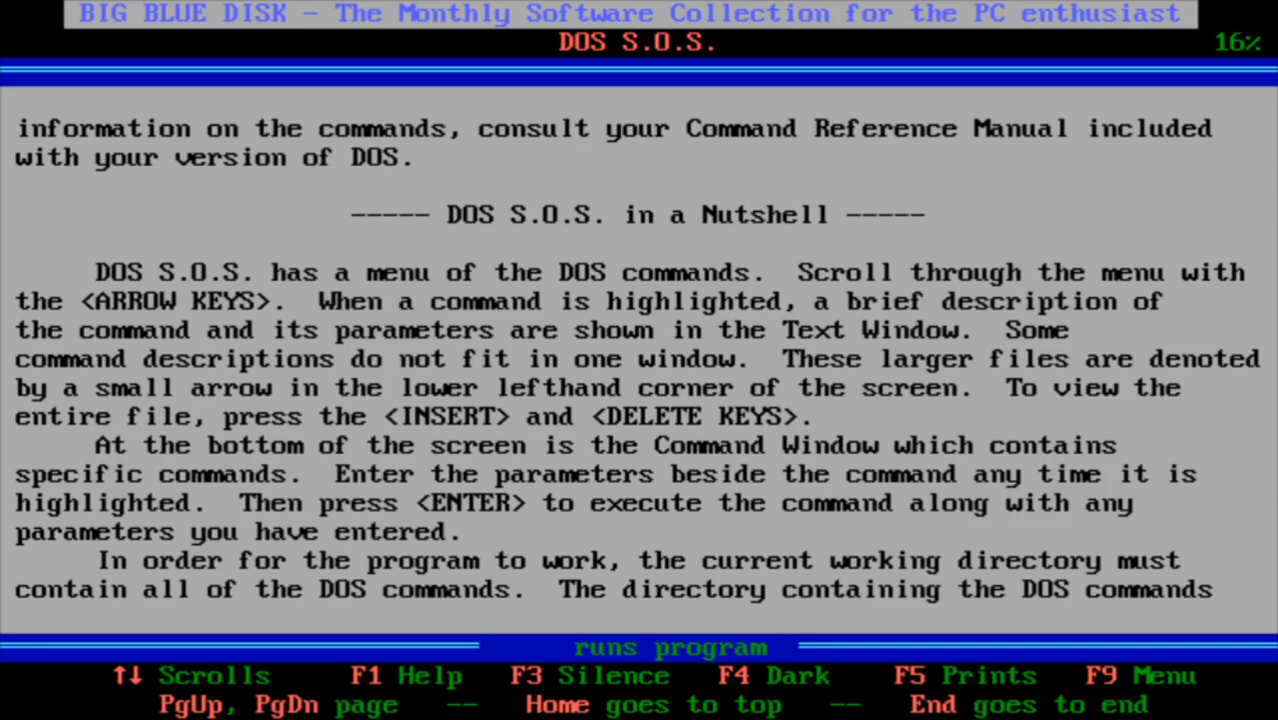 BIG BLUE DISK - The Monthly Software Collection for the PC enthusiast
DOS S.O.S. 16%
information on the commands, consult your Command Reference Manual included
with your version of DOS.
----- DOS S.O.S. in a Nutshell -----
DOS S.O.S. has a menu of the DOS commands. Scroll through the menu with
the <ARROW KEYS>. When a command is highlighted, a brief description of
the command and its parameters are shown in the Text Window. Some
command descriptions do not fit in one window. These larger files are denoted
by a small arrow in the lower lefthand corner of the screen. To view the
entire file, press the <INSERT> and <DELETE KEYS>.
At the bottom of the screen is the Command Window which contains
specific commands. Enter the parameters beside the command any time it is
highlighted. Then press <ENTER> to execute the command along with any
parameters you have entered.
In order for the program to work, the current working directory must
contain all of the DOS commands. The directory containing the DOS commands
runs program
↑↓ Scrolls F1 Help F3 Silence F4 Dark F5 Prints F9 Menu
PgUp, PgDn page -- Home goes to top -- End goes to end